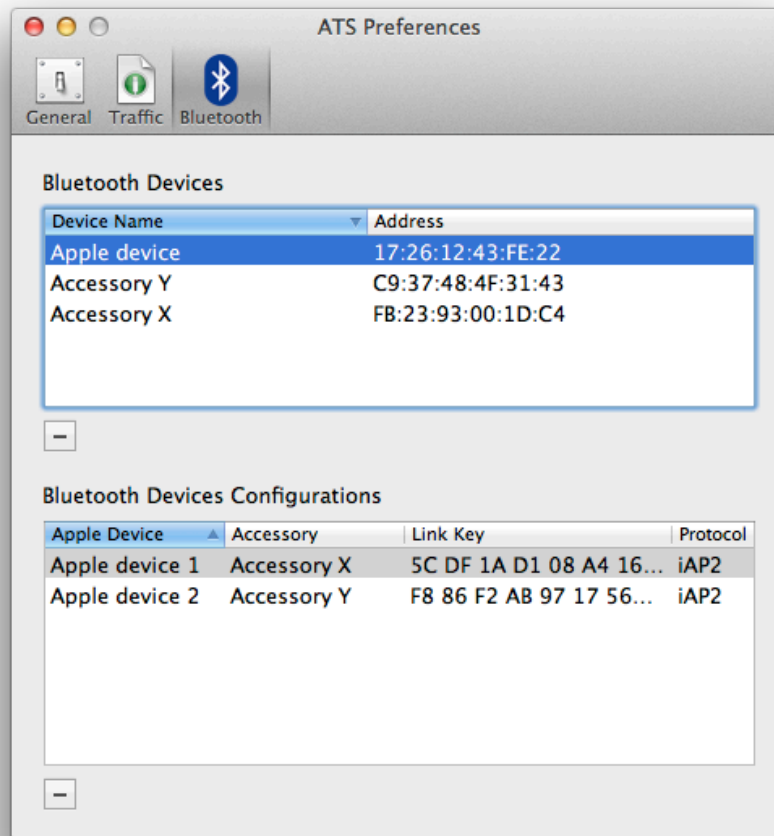 ATS Preferences
General Traffic Bluetooth
Bluetooth Devices
Device Name Address
Apple device 17:26:12:43:FE:22
Accessory Y C9:37:48:4F:31:43
Accessory X FB:23:93:00:1D:C4
Bluetooth Devices Configurations
Apple Device Accessory Link Key Protocol
Apple device 1 Accessory X 5C DF 1A D1 08 A4 16... iAP2
Apple device 2 Accessory Y F8 86 F2 AB 97 17 56... iAP2